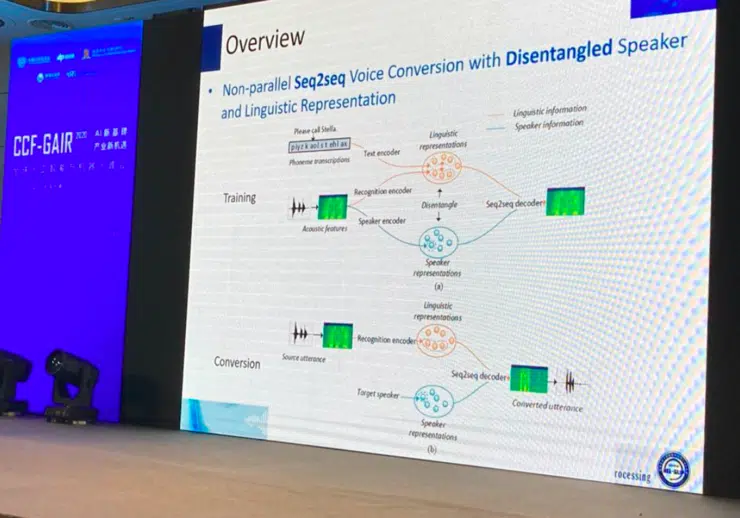 CCF-GAIR 2020
AI新基建
产业新机遇
Overview
• Non-parallel Seq2seq Voice Conversion with Disentangled Speaker
and Linguistic Representation
Linguistic information
Speaker information
Please call Stella.
Phoneme transcriptions
Text encoder
Linguistic
representations
Training
Recognition encoder
Acoustic features
Speaker encoder
Disentangle
Seq2seq decoder
Speaker
representations
(a)
Linguistic
representations
Conversion
Source utterance
Recognition encoder
Seq2seq decoder
Target speaker
Converted utterance
Speaker
representations
(b)
rocessing